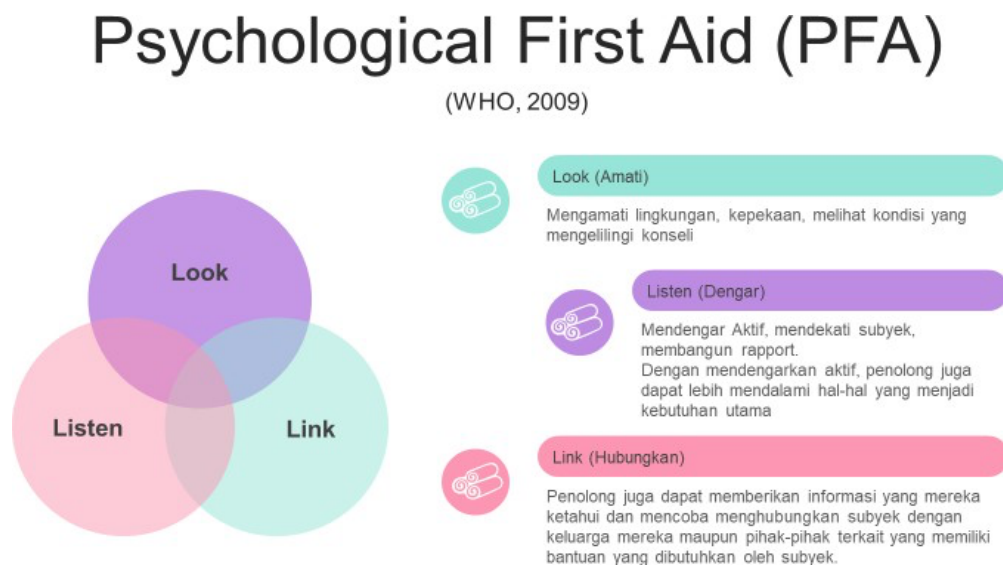 Psychological First Aid (PFA)
(WHO, 2009)
Look
Listen
Link
Look (Amati)
Mengamati lingkungan, kepekaan, melihat kondisi yang
mengelilingi konseli
Listen (Dengar)
Mendengar Aktif, mendekati subyek,
membangun rapport.
Dengan mendengarkan aktif, penolong juga
dapat lebih mendalami hal-hal yang menjadi
kebutuhan utama
Link (Hubungkan)
Penolong juga dapat memberikan informasi yang mereka
ketahui dan mencoba menghubungkan subyek dengan
keluarga mereka maupun pihak-pihak terkait yang memiliki
bantuan yang dibutuhkan oleh subyek.